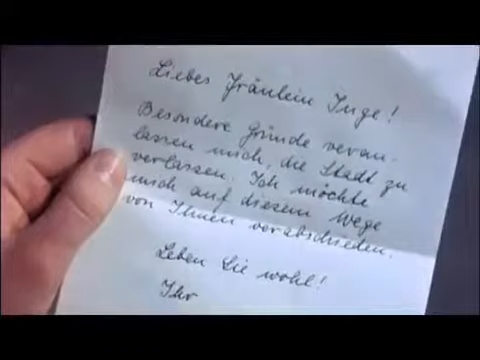 Liebes Fräulein Inge!
Besondere Gründe veran-
lassen mich, die Stadt zu
verlassen. Ich möchte
mich auf diesem Wege
von Ihnen verabschieden.
Leben Sie wohl!
Ihr